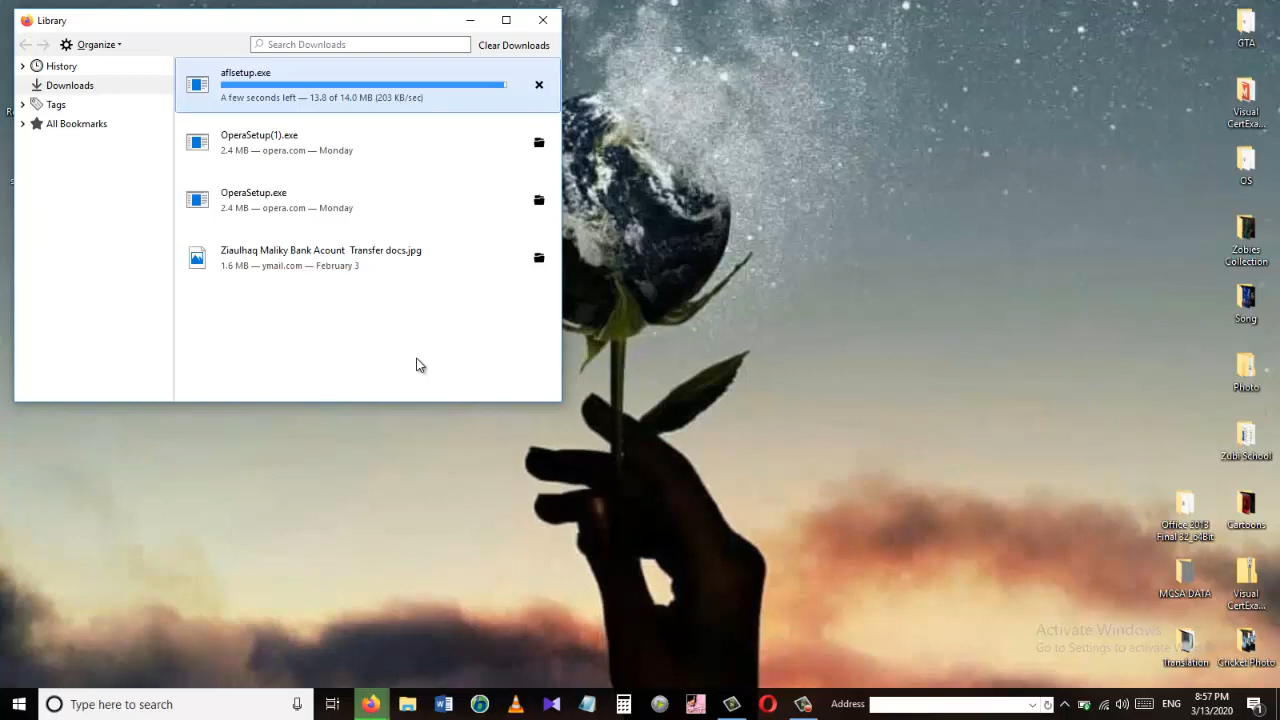 Library
Organize
Search Downloads
Clear Downloads
History
Downloads
Tags
All Bookmarks
aflsetup.exe
A few seconds left — 13.8 of 14.0 MB (203 KB/sec)
OperaSetup(1).exe
2.4 MB — opera.com — Monday
OperaSetup.exe
2.4 MB — opera.com — Monday
Ziaulhaq Maliky Bank Acount Transfer docs.jpg
1.6 MB — ymail.com — February 3
GTA
Visual
CertExa...
OS
Zobies
Collection
Song
Photo
Zubi School
Office 2013
Final 32_64Bit
Cartoons
MCSA DATA
Visual
CertExa...
Translation
Cricket Photo
Activate Windows
Go to Settings to activate
Type here to search
Address
ENG
8:57 PM
3/13/2020